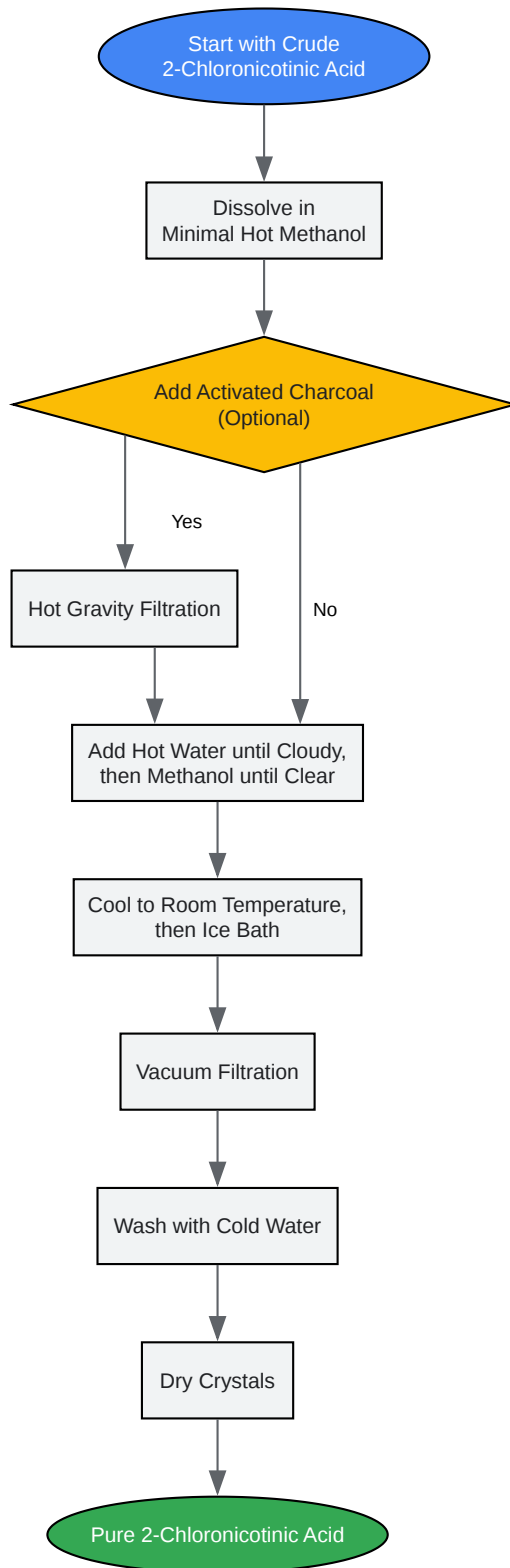 Start with Crude
2-Chloronicotinic Acid
Dissolve in
Minimal Hot Methanol
Add Activated Charcoal
(Optional)
Yes
Hot Gravity Filtration
No
Add Hot Water until Cloudy,
then Methanol until Clear
Cool to Room Temperature,
then Ice Bath
Vacuum Filtration
Wash with Cold Water
Dry Crystals
Pure 2-Chloronicotinic Acid